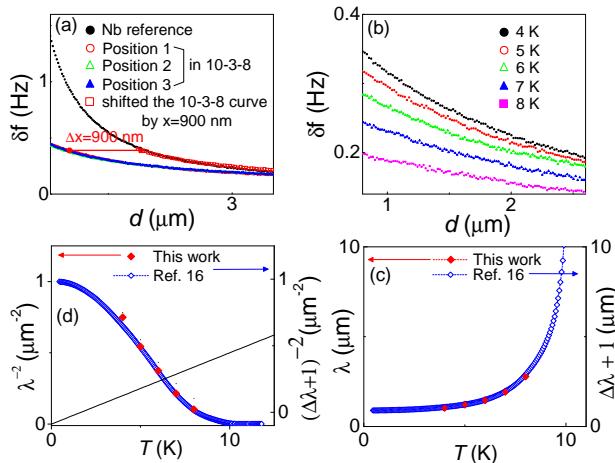 (a)
Nb reference
Position 1
Position 2
Position 3
in 10-3-8
shifted the 10-3-8 curve
by x=900 nm
Δx=900 nm
1
0
δf (Hz)
3
d (μm)
(b)
4 K
5 K
6 K
7 K
8 K
0.4
0.2
δf (Hz)
1
2
d (μm)
This work
Ref. 16
(d)
1
0
λ⁻² (μm⁻²)
1
0
(Δλ+1)⁻² (μm⁻²)
0
10
T (K)
This work
Ref. 16
(c)
10
5
0
λ (μm)
10
5
0
Δλ + 1 (μm)
0
5
10
T (K)